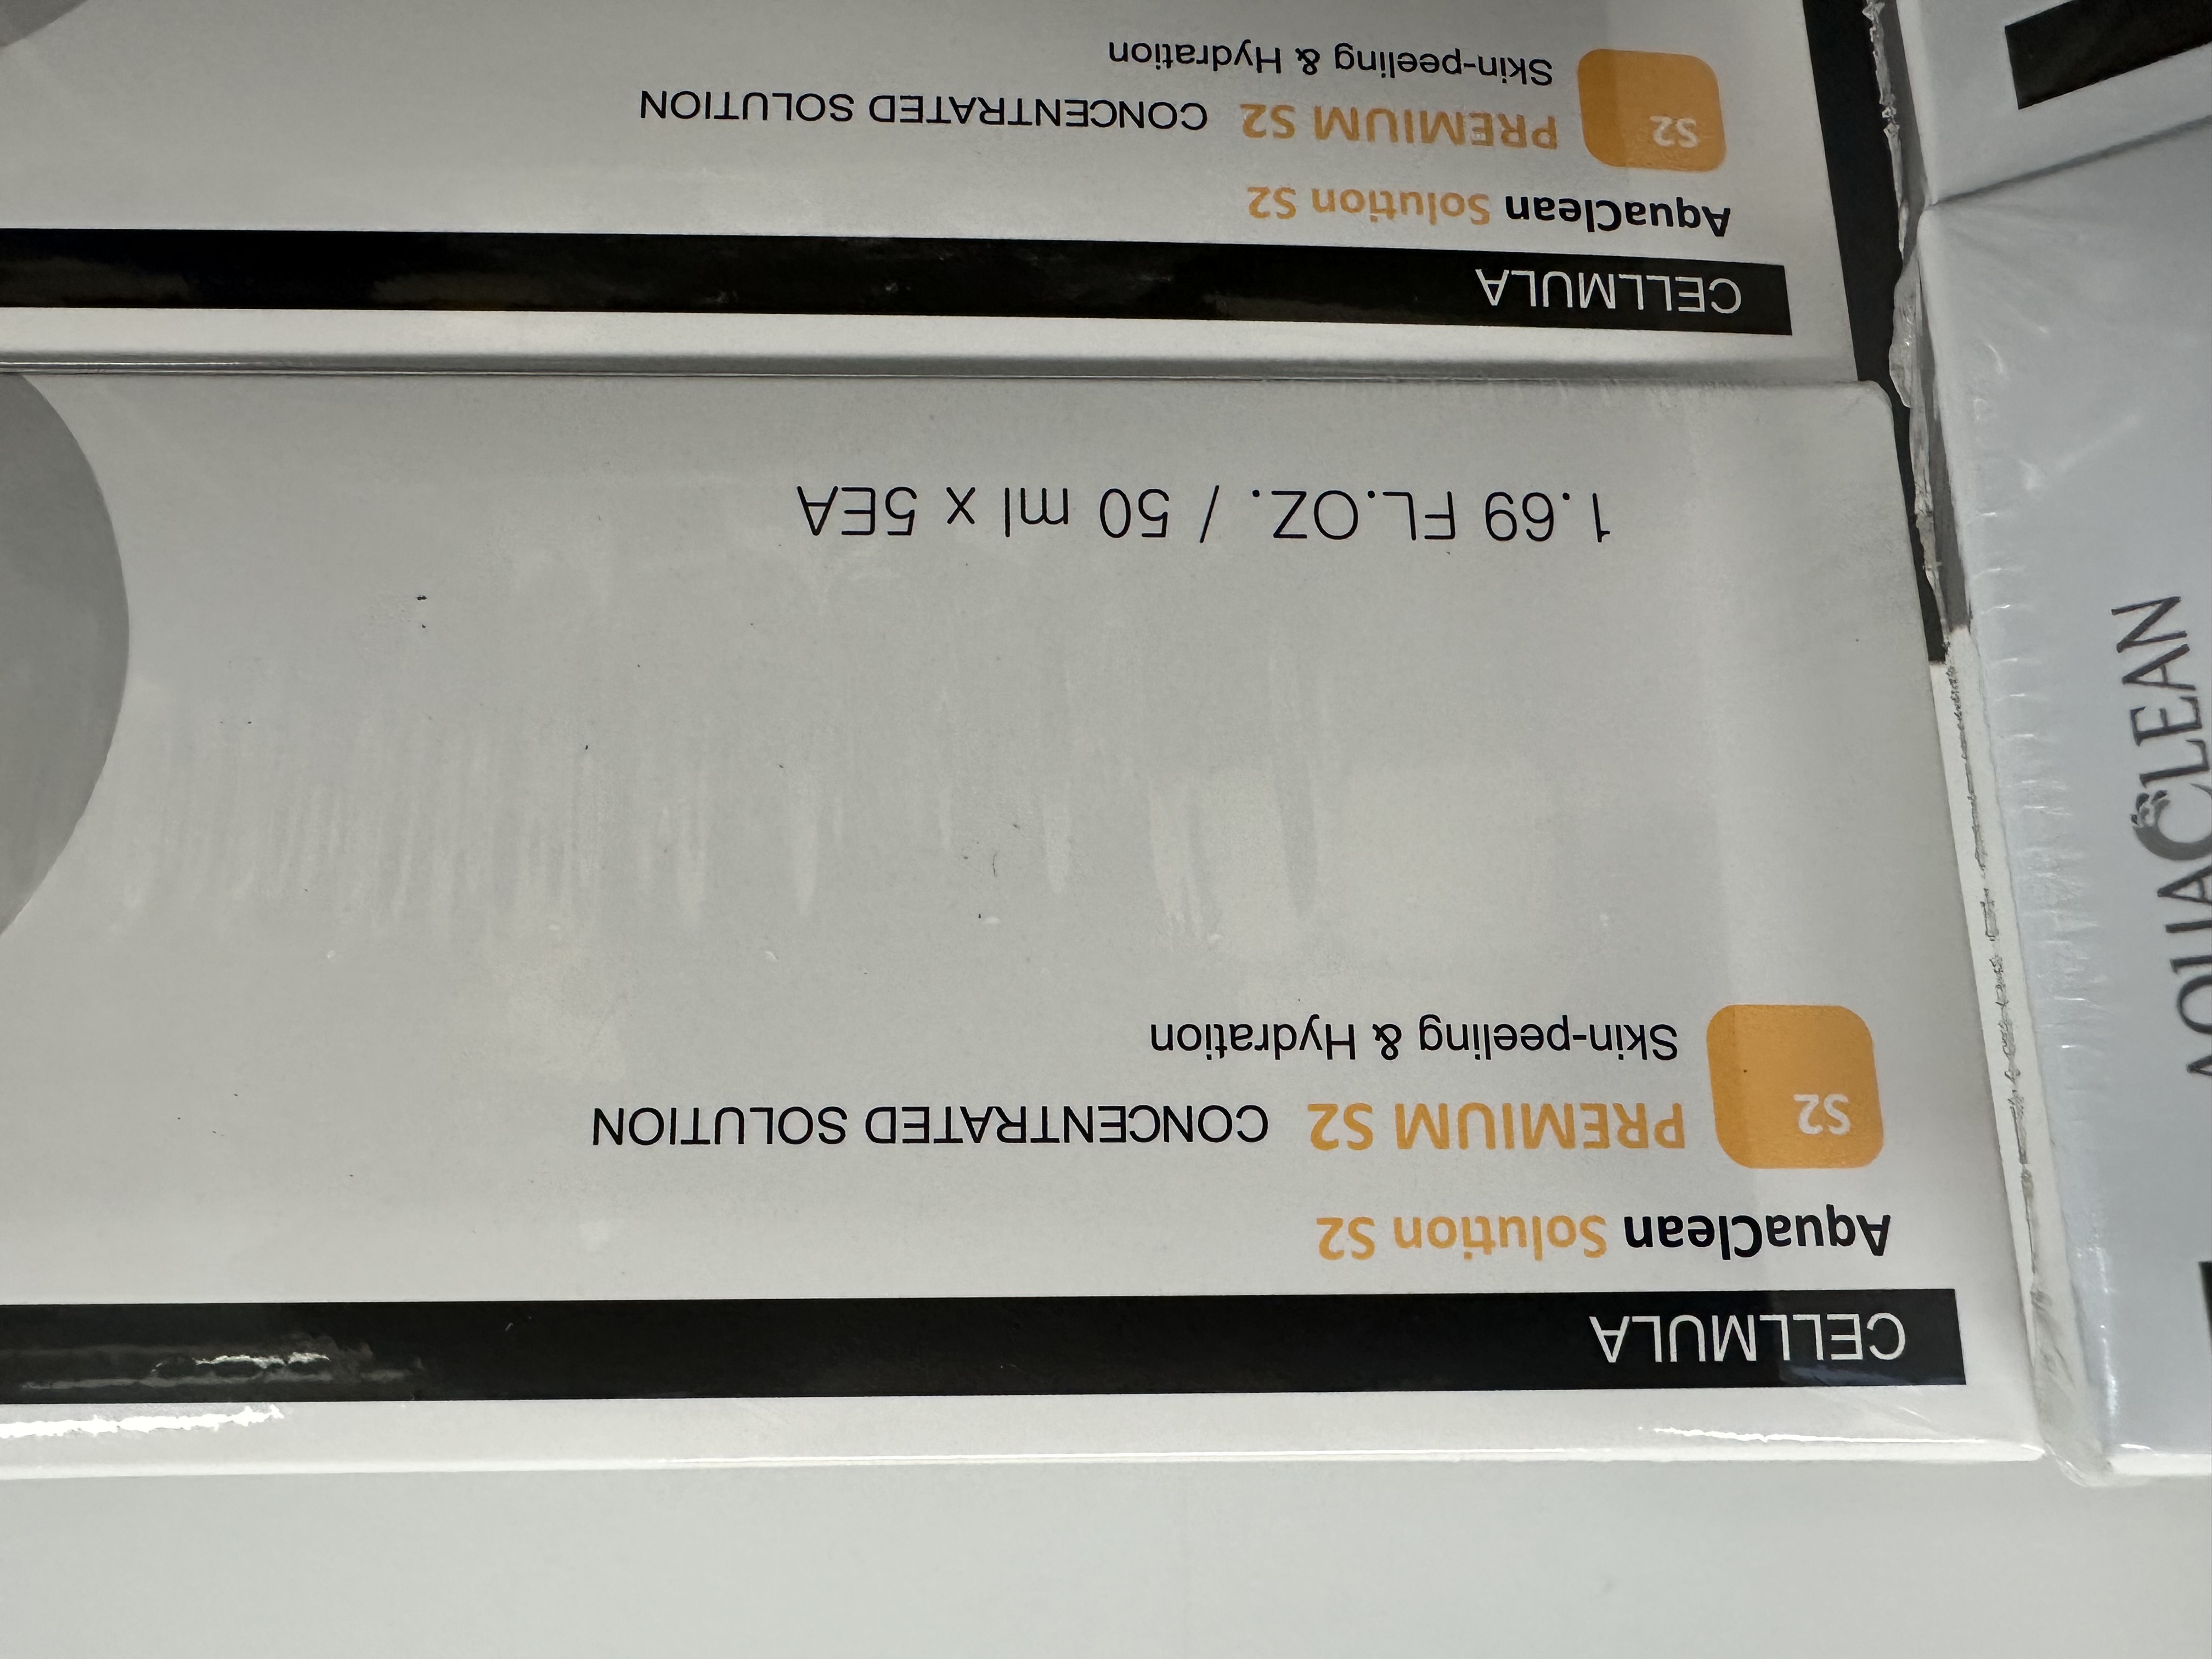 CELLMULA
AquaClean Solution S2
S2
PREMIUM S2 CONCENTRATED SOLUTION
Skin-peeling & Hydration
1.69 FL.OZ. / 50 ml x 5EA
CELLMULA
AquaClean Solution S2
S2
PREMIUM S2 CONCENTRATED SOLUTION
Skin-peeling & Hydration
AQUACLEAN